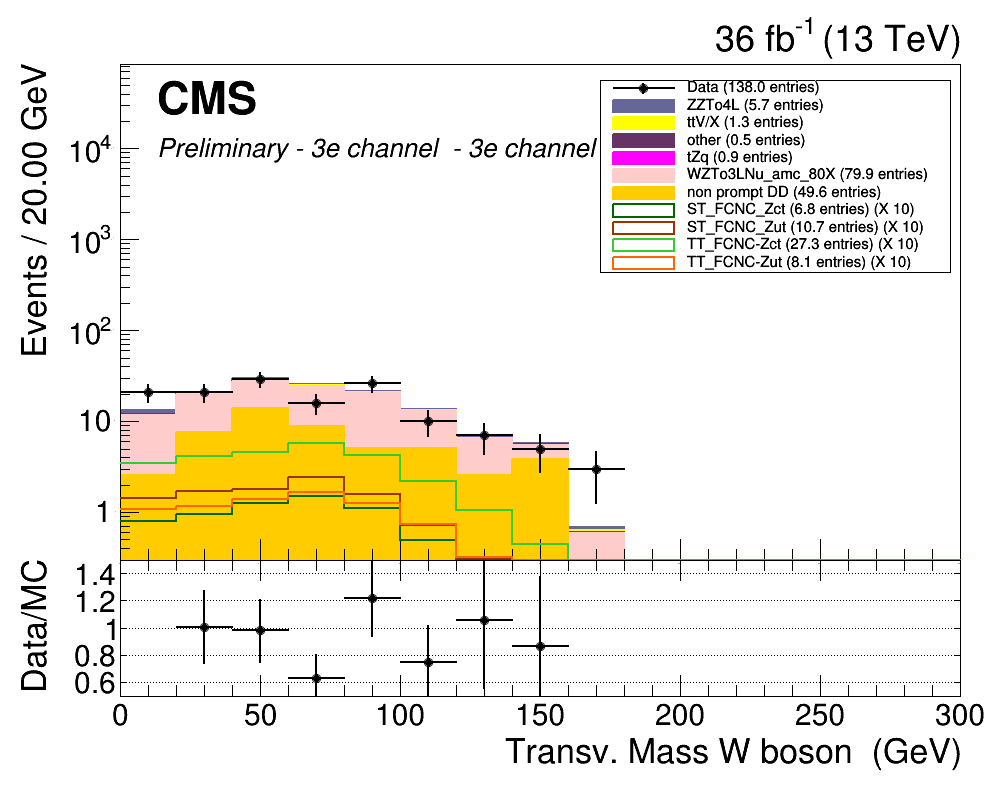 36 fb-1 (13 TeV)
CMS
Preliminary - 3e channel  - 3e channel
Data (138.0 entries)
ZZTo4L (5.7 entries)
ttV/X (1.3 entries)
other (0.5 entries)
tZq (0.9 entries)
WZTo3LNu_amc_80X (79.9 entries)
non prompt DD (49.6 entries)
ST_FCNC_Zct (6.8 entries) (X 10)
ST_FCNC_Zut (10.7 entries) (X 10)
TT_FCNC-Zct (27.3 entries) (X 10)
TT_FCNC-Zut (8.1 entries) (X 10)
Events / 20.00 GeV
10^4
10^3
10^2
10
1
Data/MC
1.4
1.2
1
0.8
0.6
0 50 100 150 200 250 300
Transv. Mass W boson  (GeV)